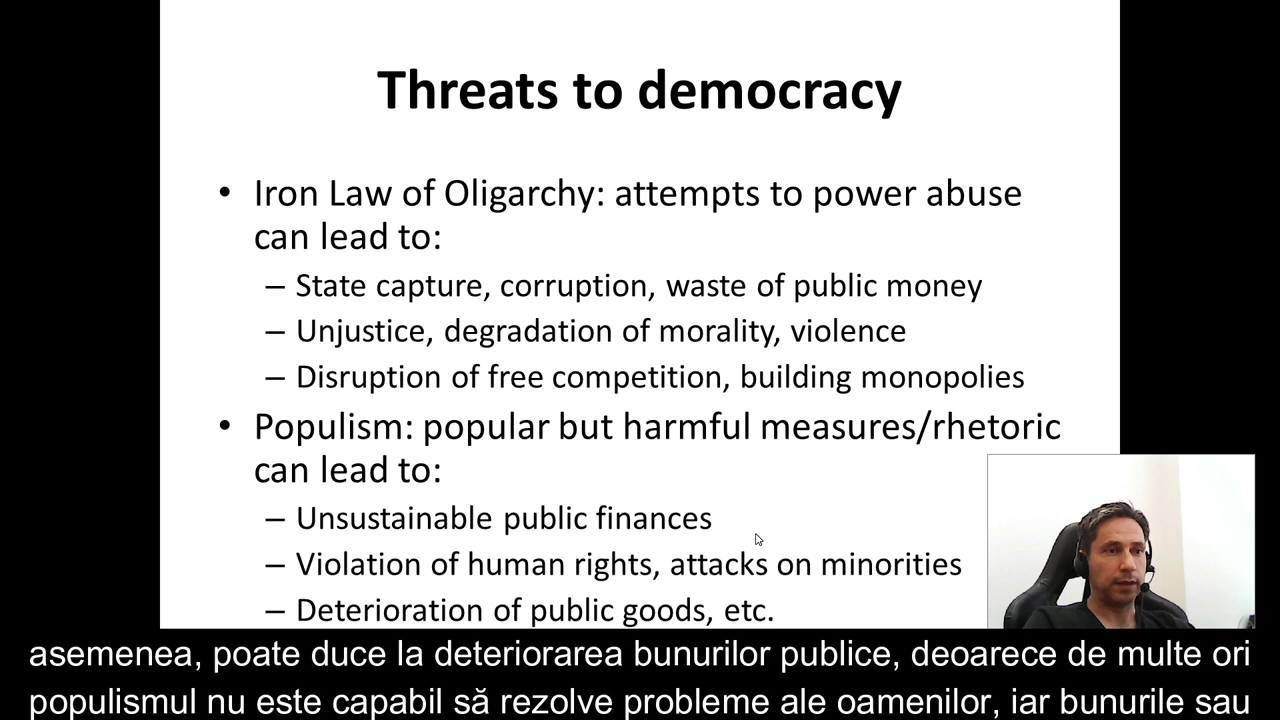 Threats to democracy
• Iron Law of Oligarchy: attempts to power abuse
can lead to:
– State capture, corruption, waste of public money
– Unjustice, degradation of morality, violence
– Disruption of free competition, building monopolies
• Populism: popular but harmful measures/rhetoric
can lead to:
– Unsustainable public finances
– Violation of human rights, attacks on minorities
– Deterioration of public goods, etc.
asemenea, poate duce la deteriorarea bunurilor publice, deoarece de multe ori
populismul nu este capabil să rezolve probleme ale oamenilor, iar bunurile sau